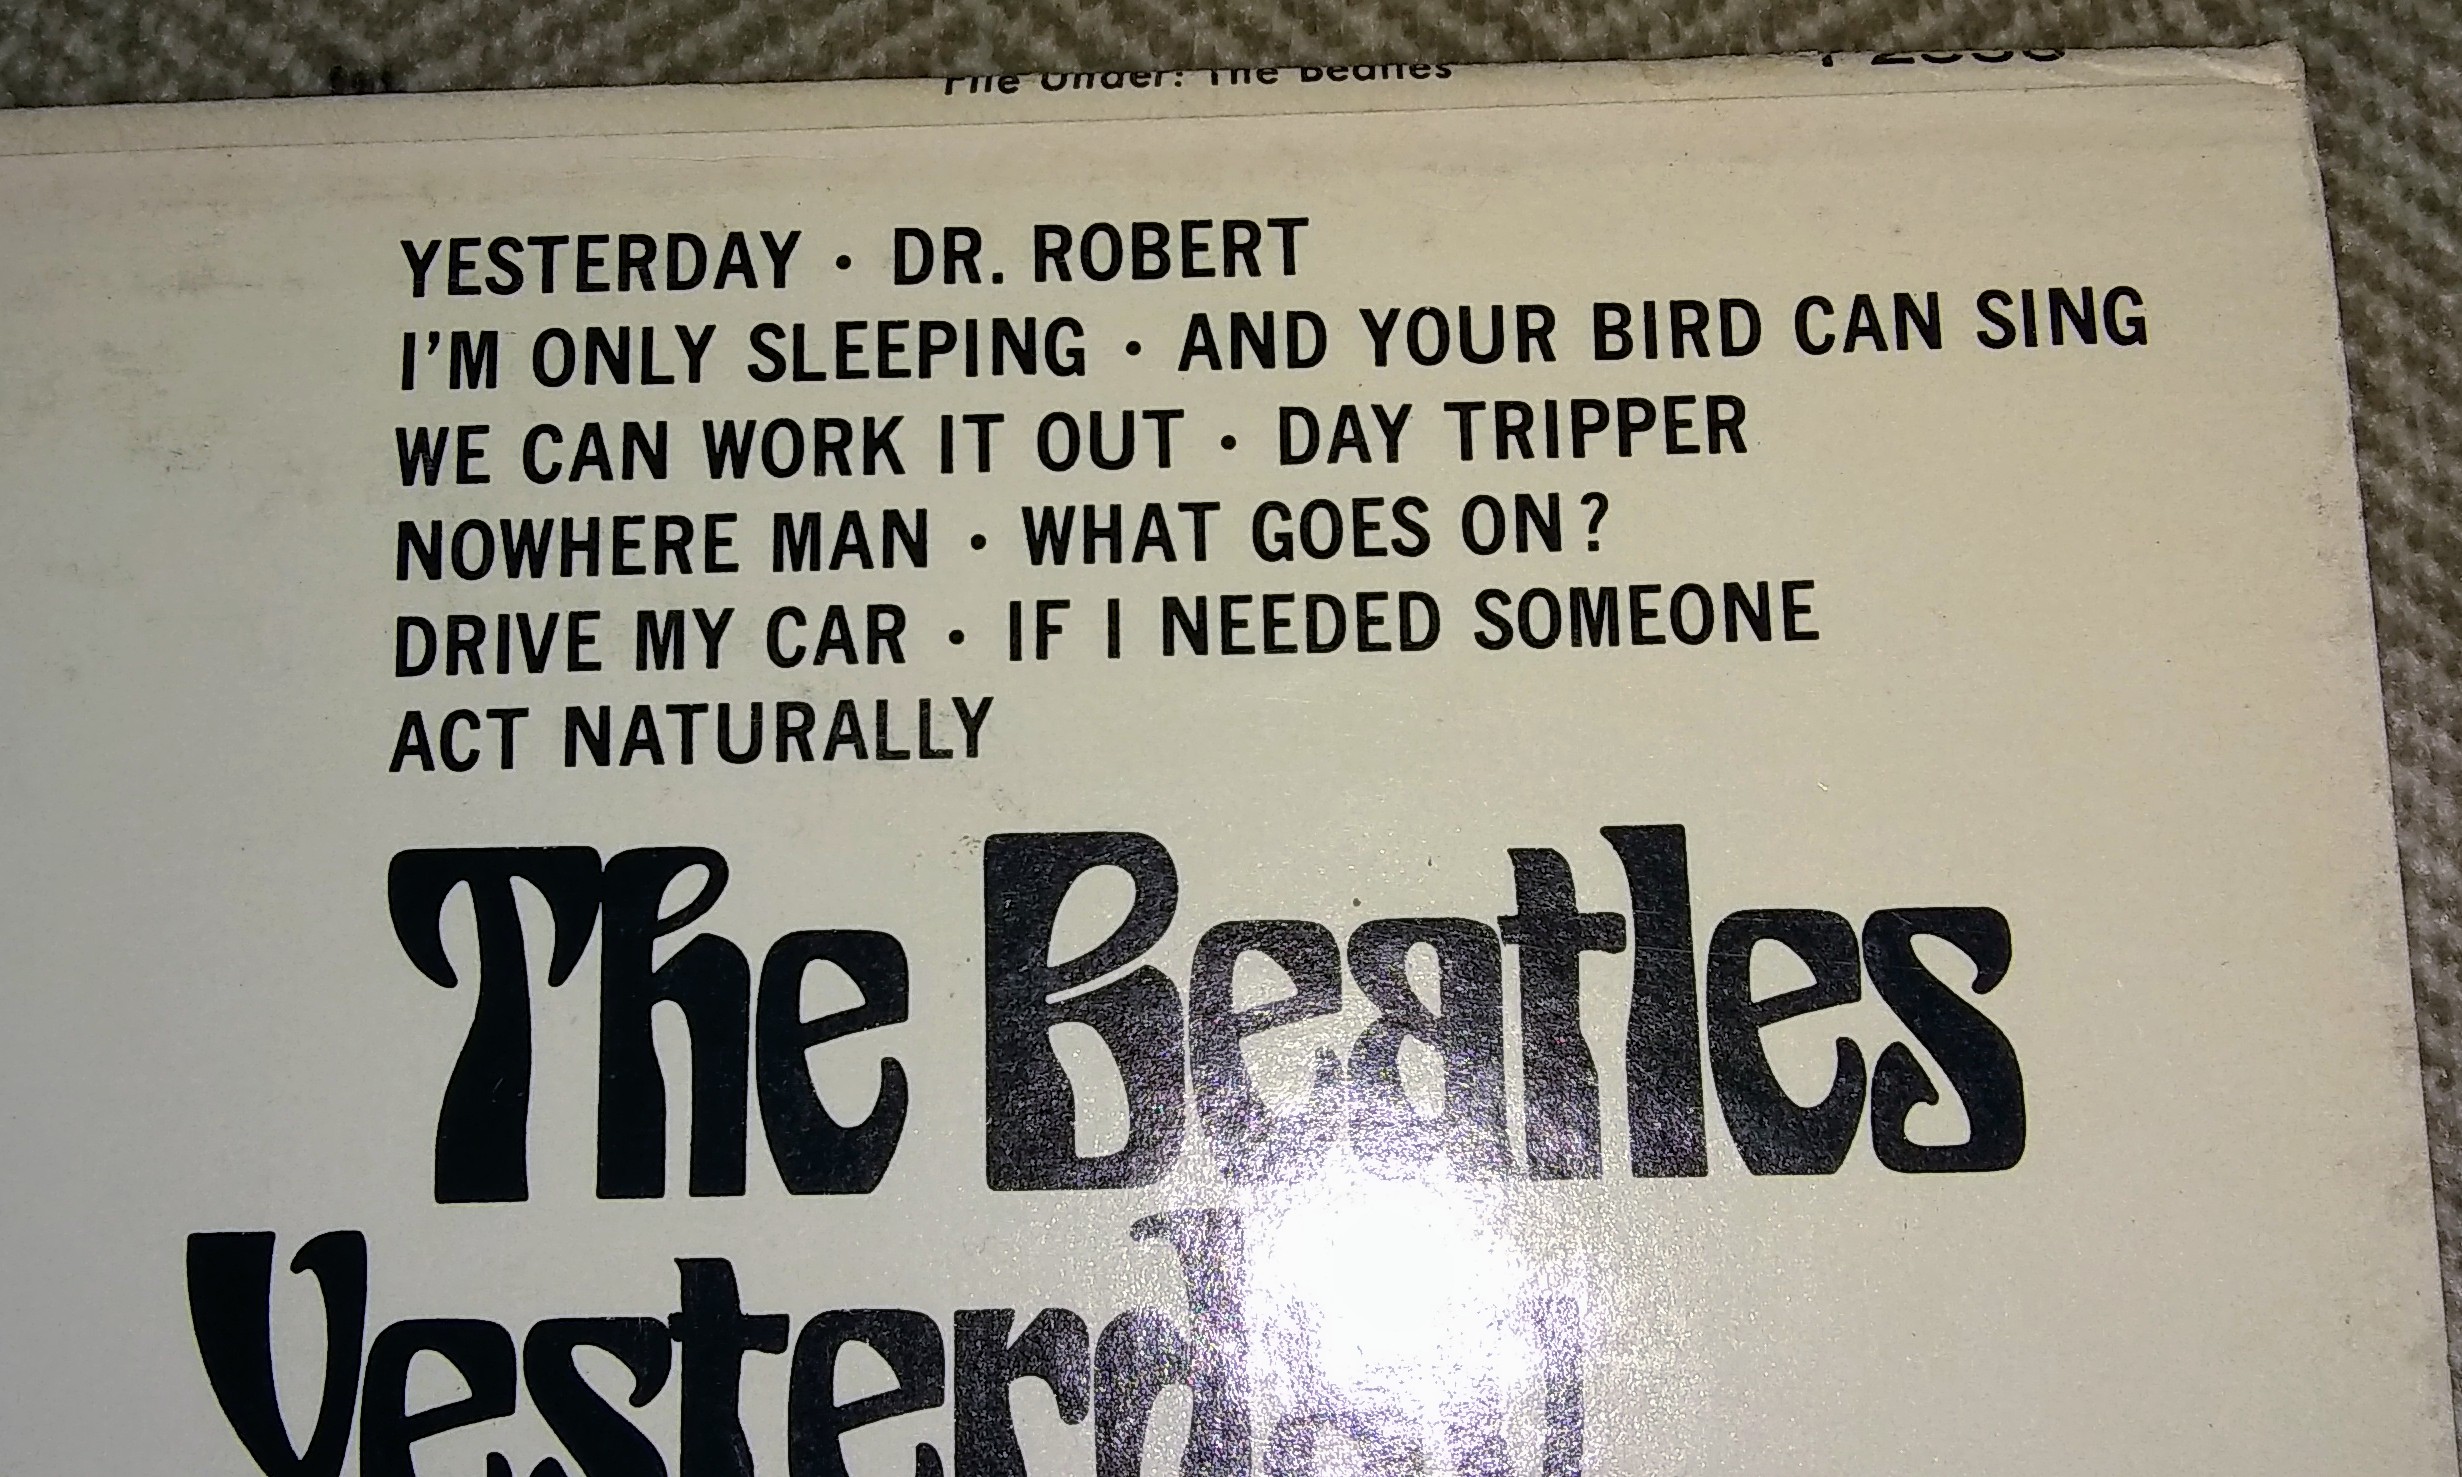 File Under: The Beatles
YESTERDAY · DR. ROBERT
I'M ONLY SLEEPING · AND YOUR BIRD CAN SING
WE CAN WORK IT OUT · DAY TRIPPER
NOWHERE MAN · WHAT GOES ON?
DRIVE MY CAR · IF I NEEDED SOMEONE
ACT NATURALLY
The Beatles
Yesterday